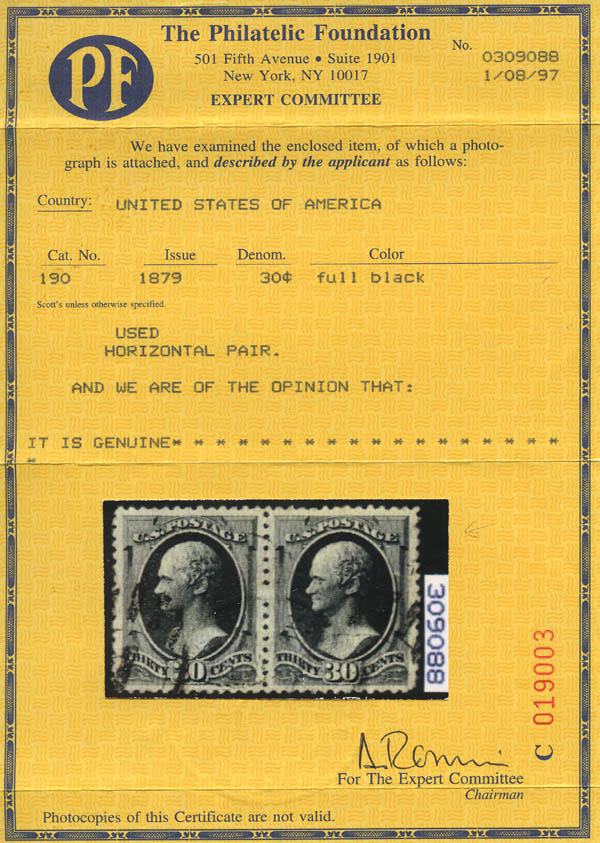 PF
The Philatelic Foundation
501 Fifth Avenue • Suite 1901
New York, NY 10017
EXPERT COMMITTEE
No. 0309088
1/08/97
We have examined the enclosed item, of which a photo-
graph is attached, and described by the applicant as follows:
Country: UNITED STATES OF AMERICA
Cat. No. Issue Denom. Color
190 1879 30¢ full black
Scott's unless otherwise specified.
USED
HORIZONTAL PAIR.
AND WE ARE OF THE OPINION THAT:
IT IS GENUINE* * * * * * * * * * * * * * * * * *
*
U.S. POSTAGE U.S. POSTAGE
THIRTY 30 CENTS THIRTY 30 CENTS
309088
C 019003
For The Expert Committee
Chairman
Photocopies of this Certificate are not valid.